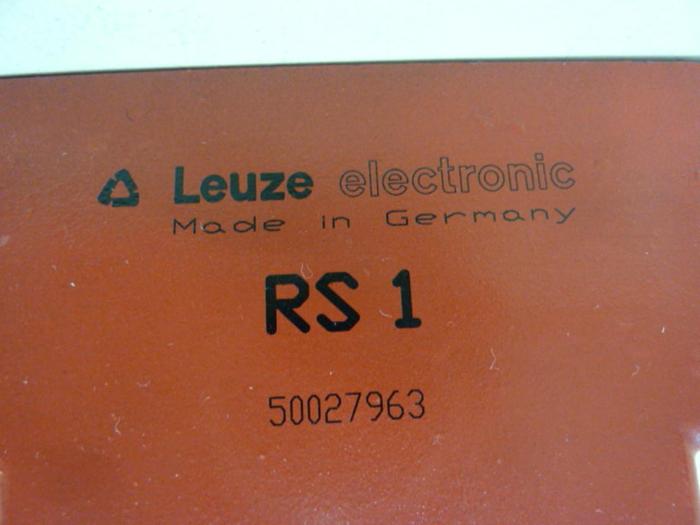 Leuze electronic
Made in Germany
RS 1
50027963